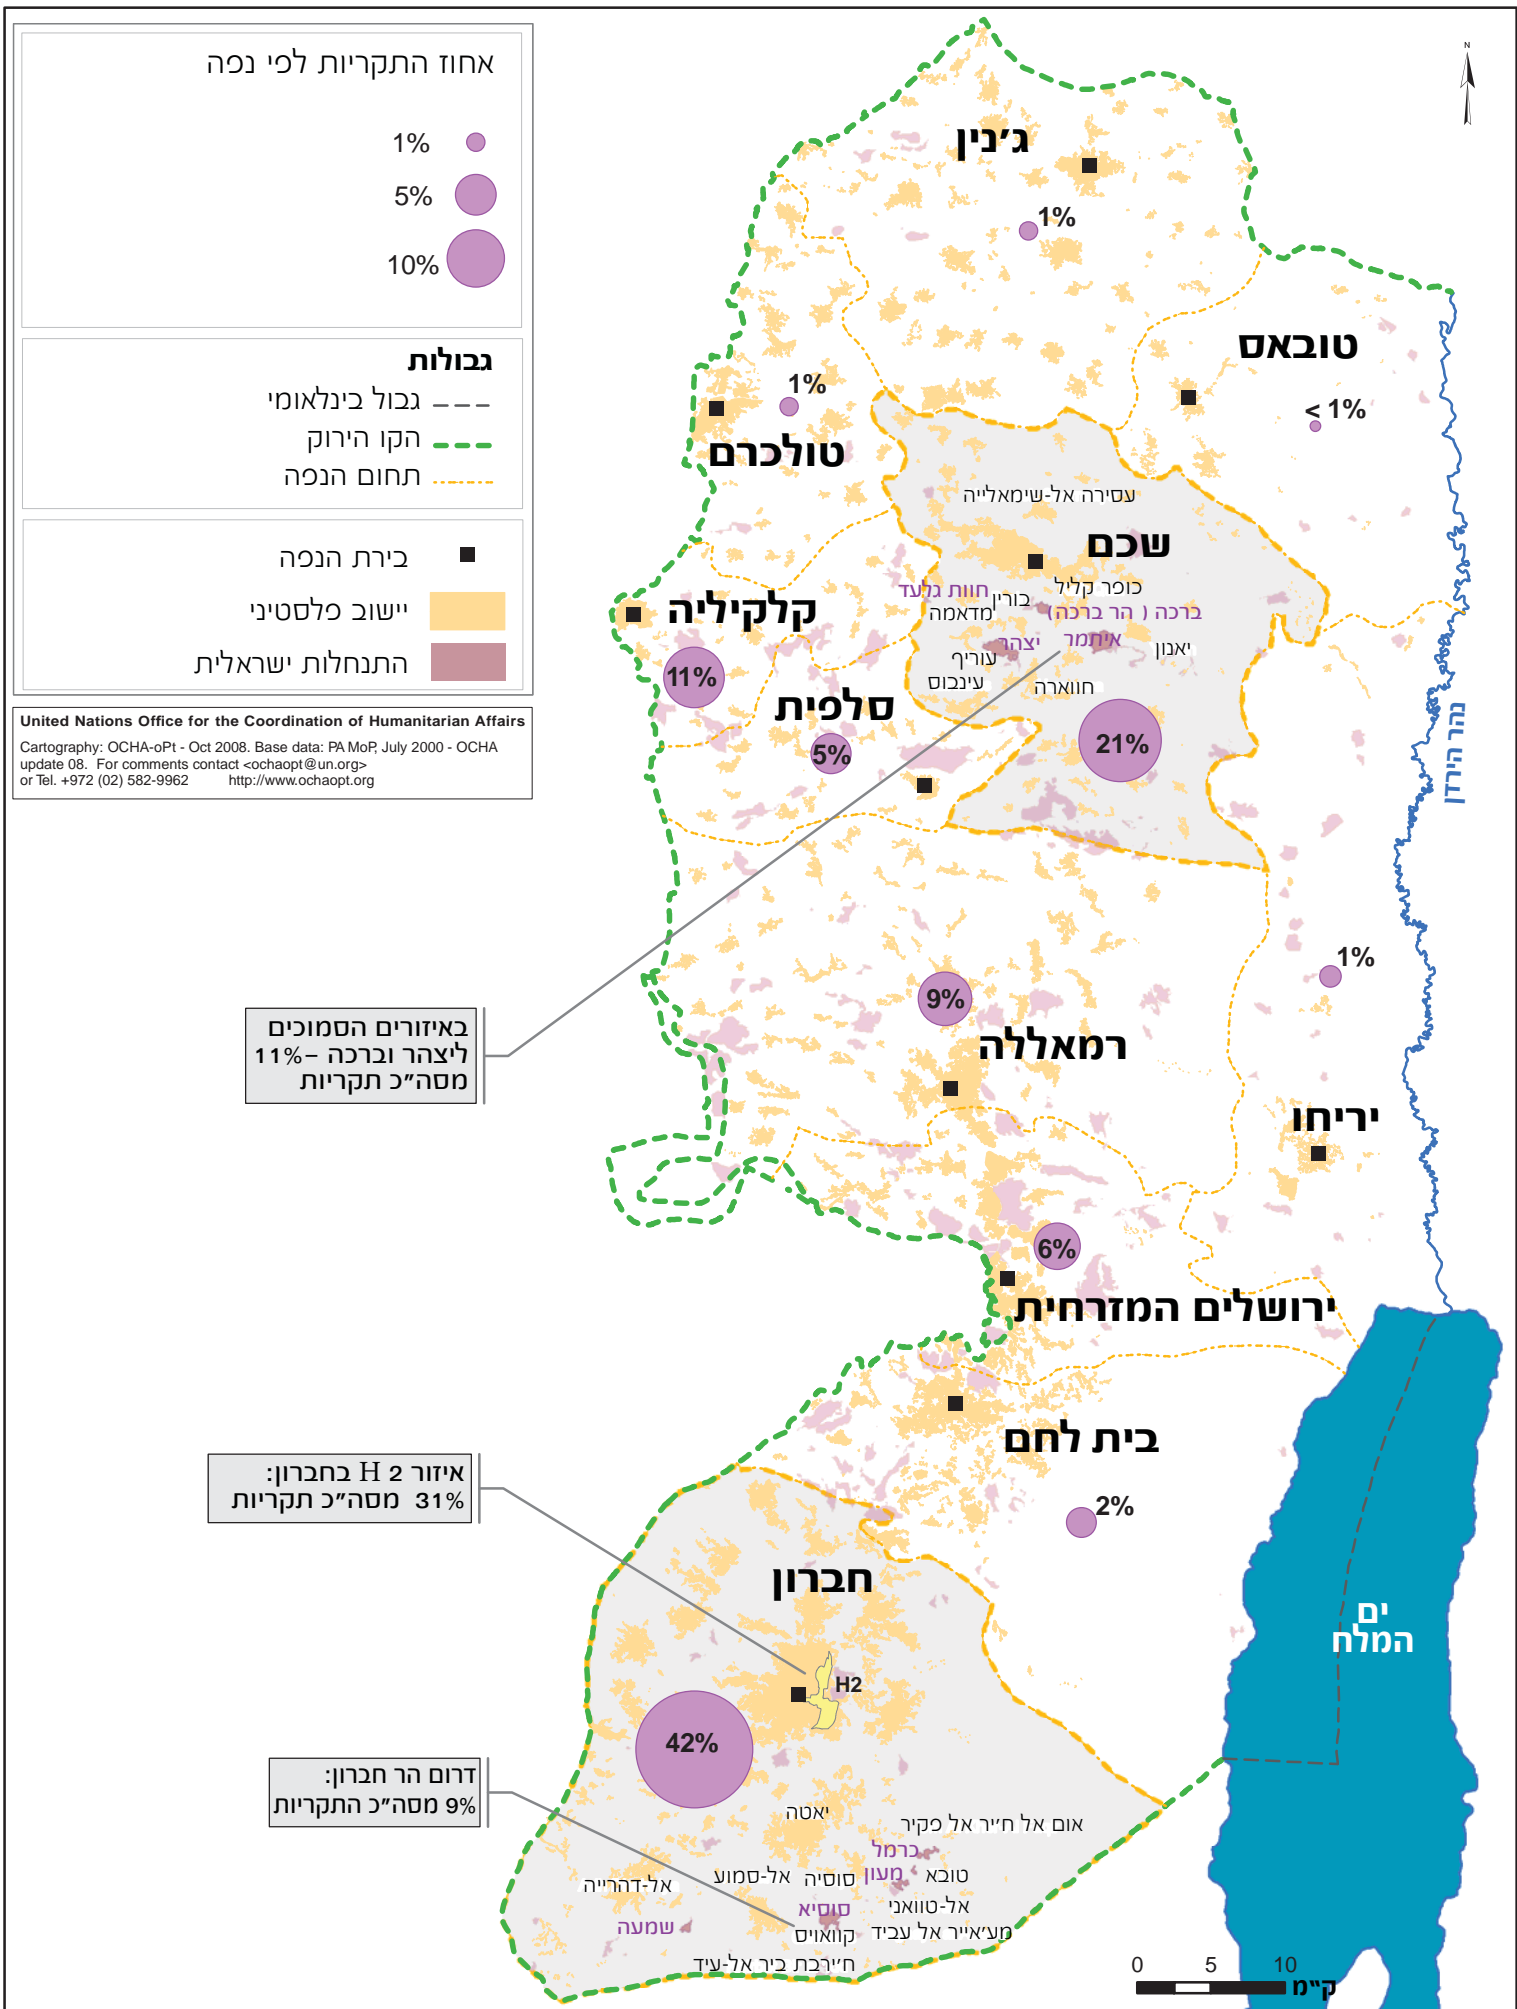 אחוז התקריות לפי נפה
1%
5%
10%
גבולות
גבול בינלאומי
הקו הירוק
תחום הנפה
בירת הנפה
יישוב פלסטיני
התנחלות ישראלית
United Nations Office for the Coordination of Humanitarian Affairs
Cartography: OCHA-oPt - Oct 2008. Base data: PA MoP, July 2000 - OCHA
update 08. For comments contact <ochaopt@un.org>
or Tel. +972 (02) 582-9962 http://www.ochaopt.org
N
ג'נין
1%
טובאס
< 1%
1%
טולכרם
עסירה אל-שימאלייה
שכם
כופר קליל
חוות גלעד
בורין
מדאמה
ברכה ( הר ברכה)
איתמר
יצהר
יאנון
עוריף
עינבוס
חווארה
21%
קלקיליה
11%
סלפית
5%
נהר הירדן
באיזורים הסמוכים
ליצהר וברכה – 11%
מסה"כ תקריות
9%
רמאללה
1%
יריחו
6%
ירושלים המזרחית
בית לחם
2%
איזור H 2 בחברון:
31% מסה"כ תקריות
חברון
H2
42%
ים
המלח
דרום הר חברון:
9% מסה"כ התקריות
יאטה
אום אל ח'יר אל פקיר
כרמל
מעון
טובא
סוסיה
אל-סמוע
אל-דהרייה
סוסיא
אל-טוואני
שמעה
קוואויס
מע'אייר אל עביד
ח'ירבת ביר אל-עיד
0 5 10
ק"מ